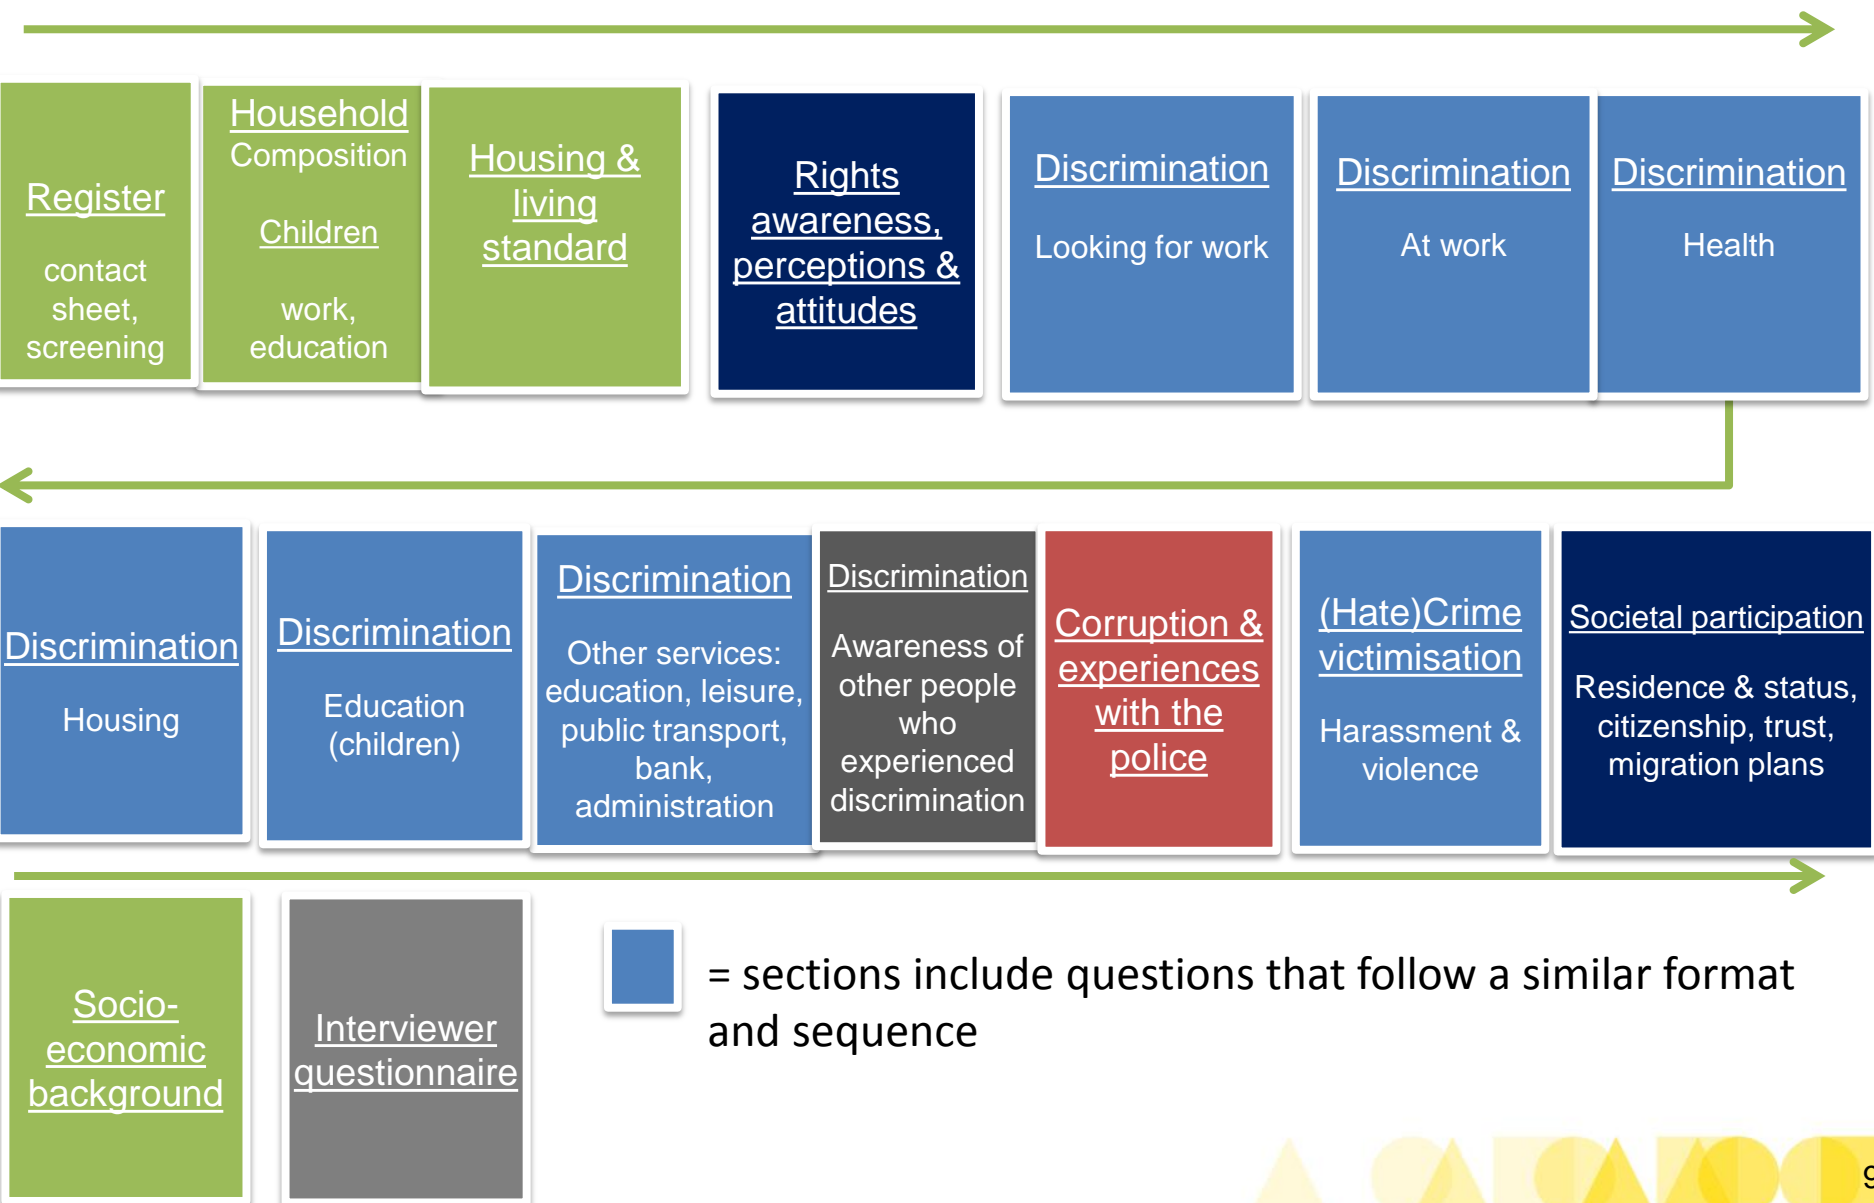 Register
contact
sheet,
screening
Household
Composition
Children
work,
education
Housing &
living
standard
Rights
awareness,
perceptions &
attitudes
Discrimination
Looking for work
Discrimination
At work
Discrimination
Health
Discrimination
Housing
Discrimination
Education
(children)
Discrimination
Other services:
education, leisure,
public transport,
bank,
administration
Discrimination
Awareness of
other people
who
experienced
discrimination
Corruption &
experiences
with the
police
(Hate)Crime
victimisation
Harassment &
violence
Societal participation
Residence & status,
citizenship, trust,
migration plans
Socio-
economic
background
Interviewer
questionnaire
= sections include questions that follow a similar format
and sequence
9